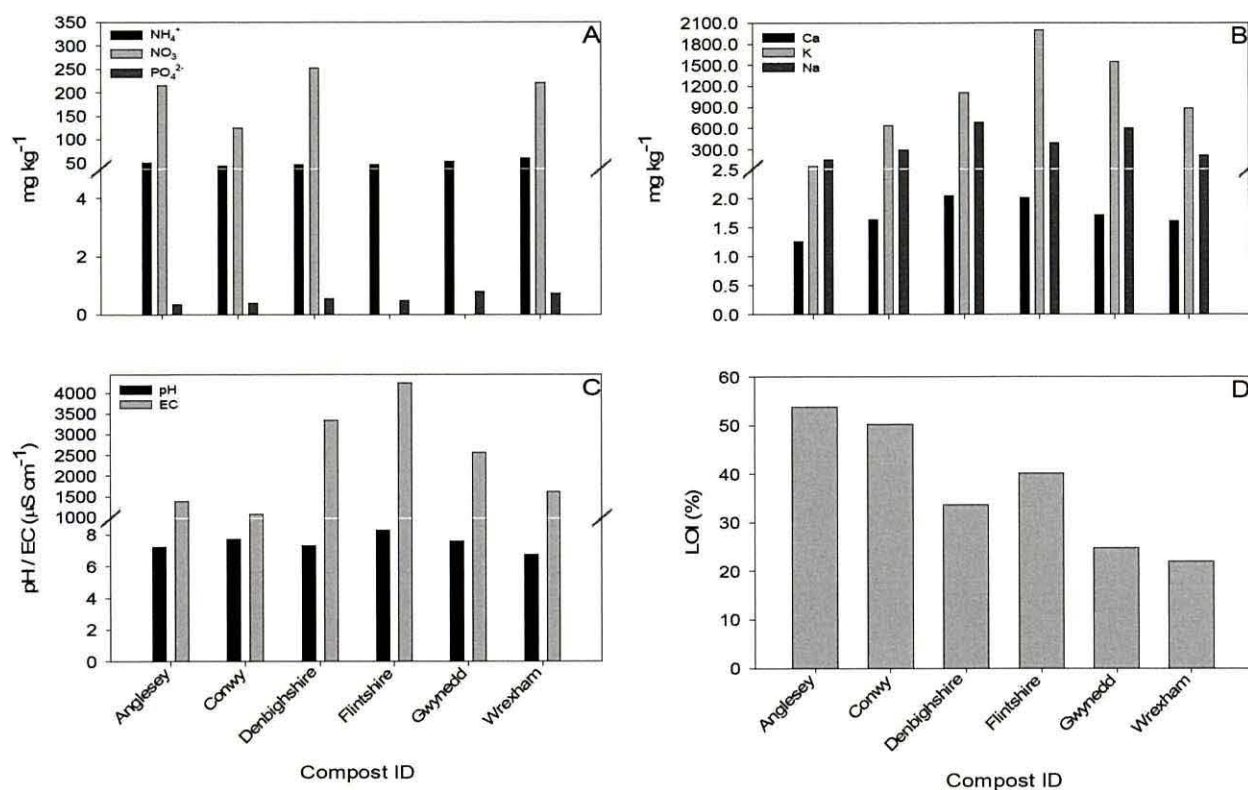 A
NH₄⁺
NO₃
PO₄²⁻
350
300
250
200
150
100
50
4
2
0
mg kg⁻¹
B
Ca
K
Na
2100.0
1800.0
1500.0
1200.0
900.0
600.0
300.0
2.5
2.0
1.5
1.0
0.5
0.0
mg kg⁻¹
C
pH
EC
4000
3500
3000
2500
2000
1500
1000
8
6
4
2
0
pH / EC (µS cm⁻¹)
Anglesey
Conwy
Denbighshire
Flintshire
Gwynedd
Wrexham
Compost ID
D
60
50
40
30
20
10
0
LOI (%)
Anglesey
Conwy
Denbighshire
Flintshire
Gwynedd
Wrexham
Compost ID